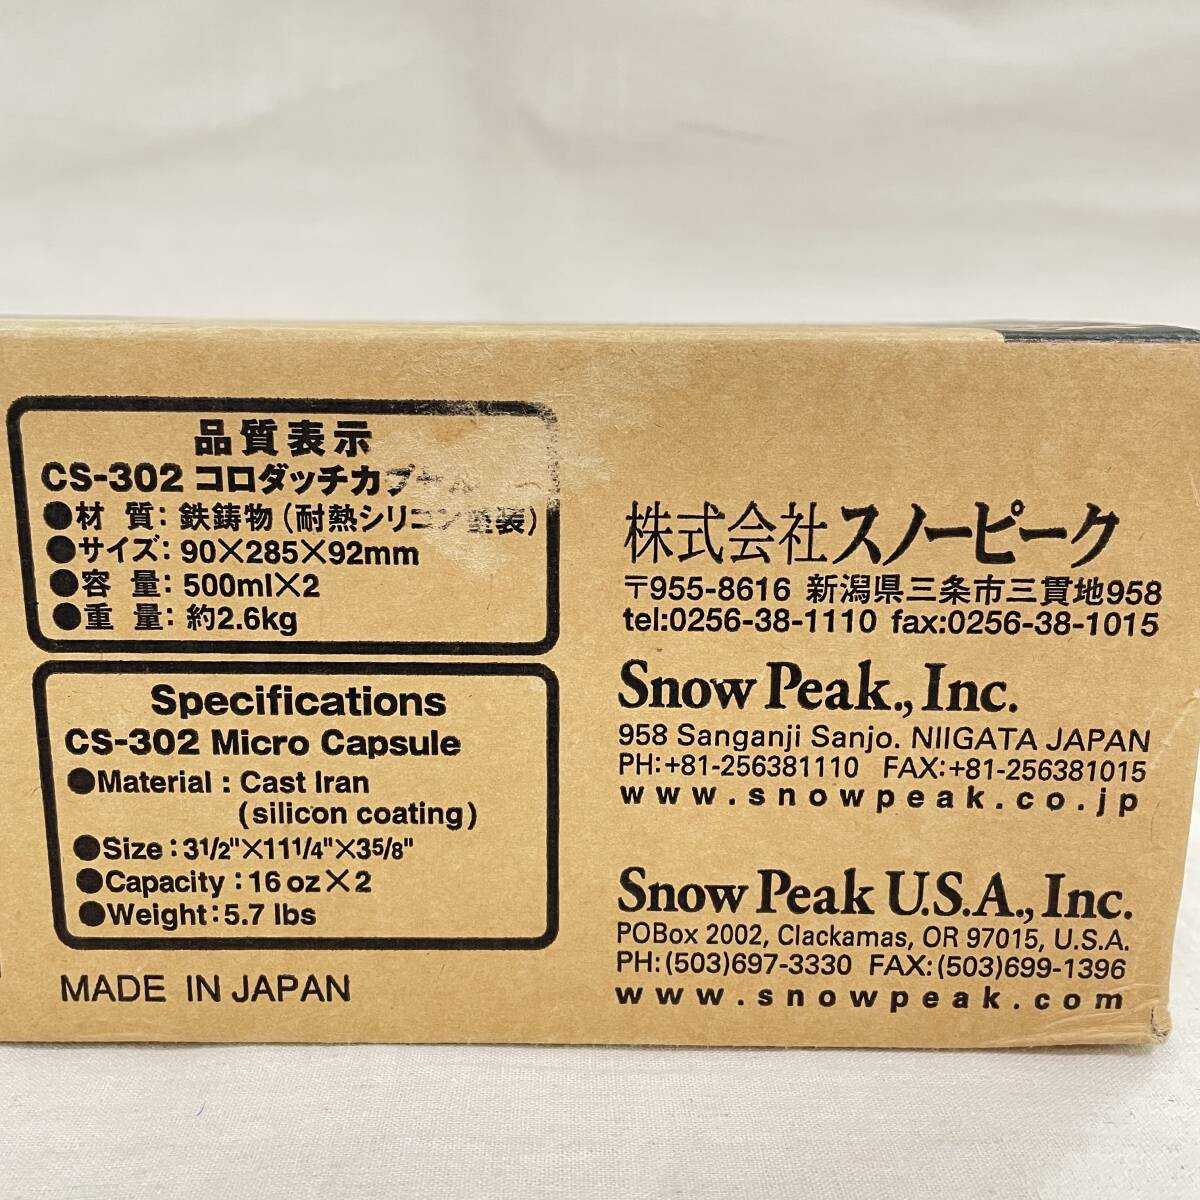 品質表示
CS-302 コロダッチカプセル
●材 質：鉄鋳物（耐熱シリコン塗装）
●サイズ：90×285×92mm
●容 量：500ml×2
●重 量：約2.6kg
Specifications
CS-302 Micro Capsule
●Material : Cast Iran
(silicon coating)
●Size : 31/2"×111/4"×35/8"
●Capacity : 16 oz×2
●Weight : 5.7 lbs
MADE IN JAPAN
株式会社スノーピーク
〒955-8616 新潟県三条市三貫地958
tel:0256-38-1110 fax:0256-38-1015
Snow Peak., Inc.
958 Sanganji Sanjo. NIIGATA JAPAN
PH:+81-256381110 FAX:+81-256381015
www.snowpeak.co.jp
Snow Peak U.S.A., Inc.
POBox 2002, Clackamas, OR 97015, U.S.A.
PH:(503)697-3330 FAX:(503)699-1396
www.snowpeak.com